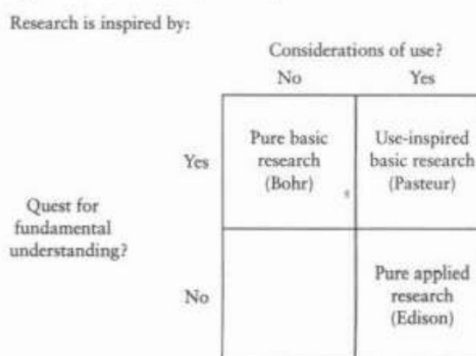 Research is inspired by:
Considerations of use?
No Yes
Yes
Pure basic
research
(Bohr)
Use-inspired
basic research
(Pasteur)
Quest for
fundamental
understanding?
No
Pure applied
research
(Edison)